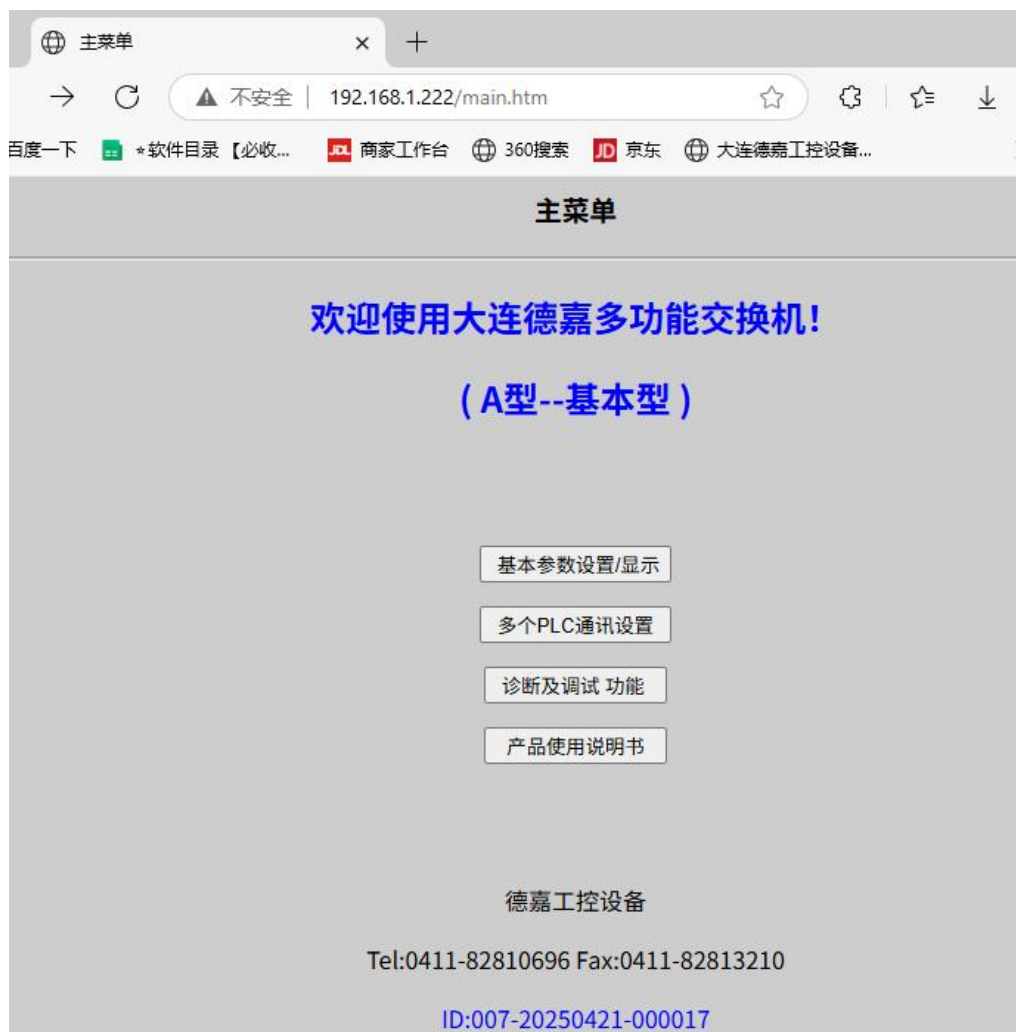 主菜单
不安全 192.168.1.222/main.htm
百度一下 *软件目录【必收... JDL 商家工作台 360搜索 JD 京东 大连德嘉工控设备...
主菜单
欢迎使用大连德嘉多功能交换机!
( A型--基本型 )
基本参数设置/显示
多个PLC通讯设置
诊断及调试 功能
产品使用说明书
德嘉工控设备
Tel:0411-82810696 Fax:0411-82813210
ID:007-20250421-000017